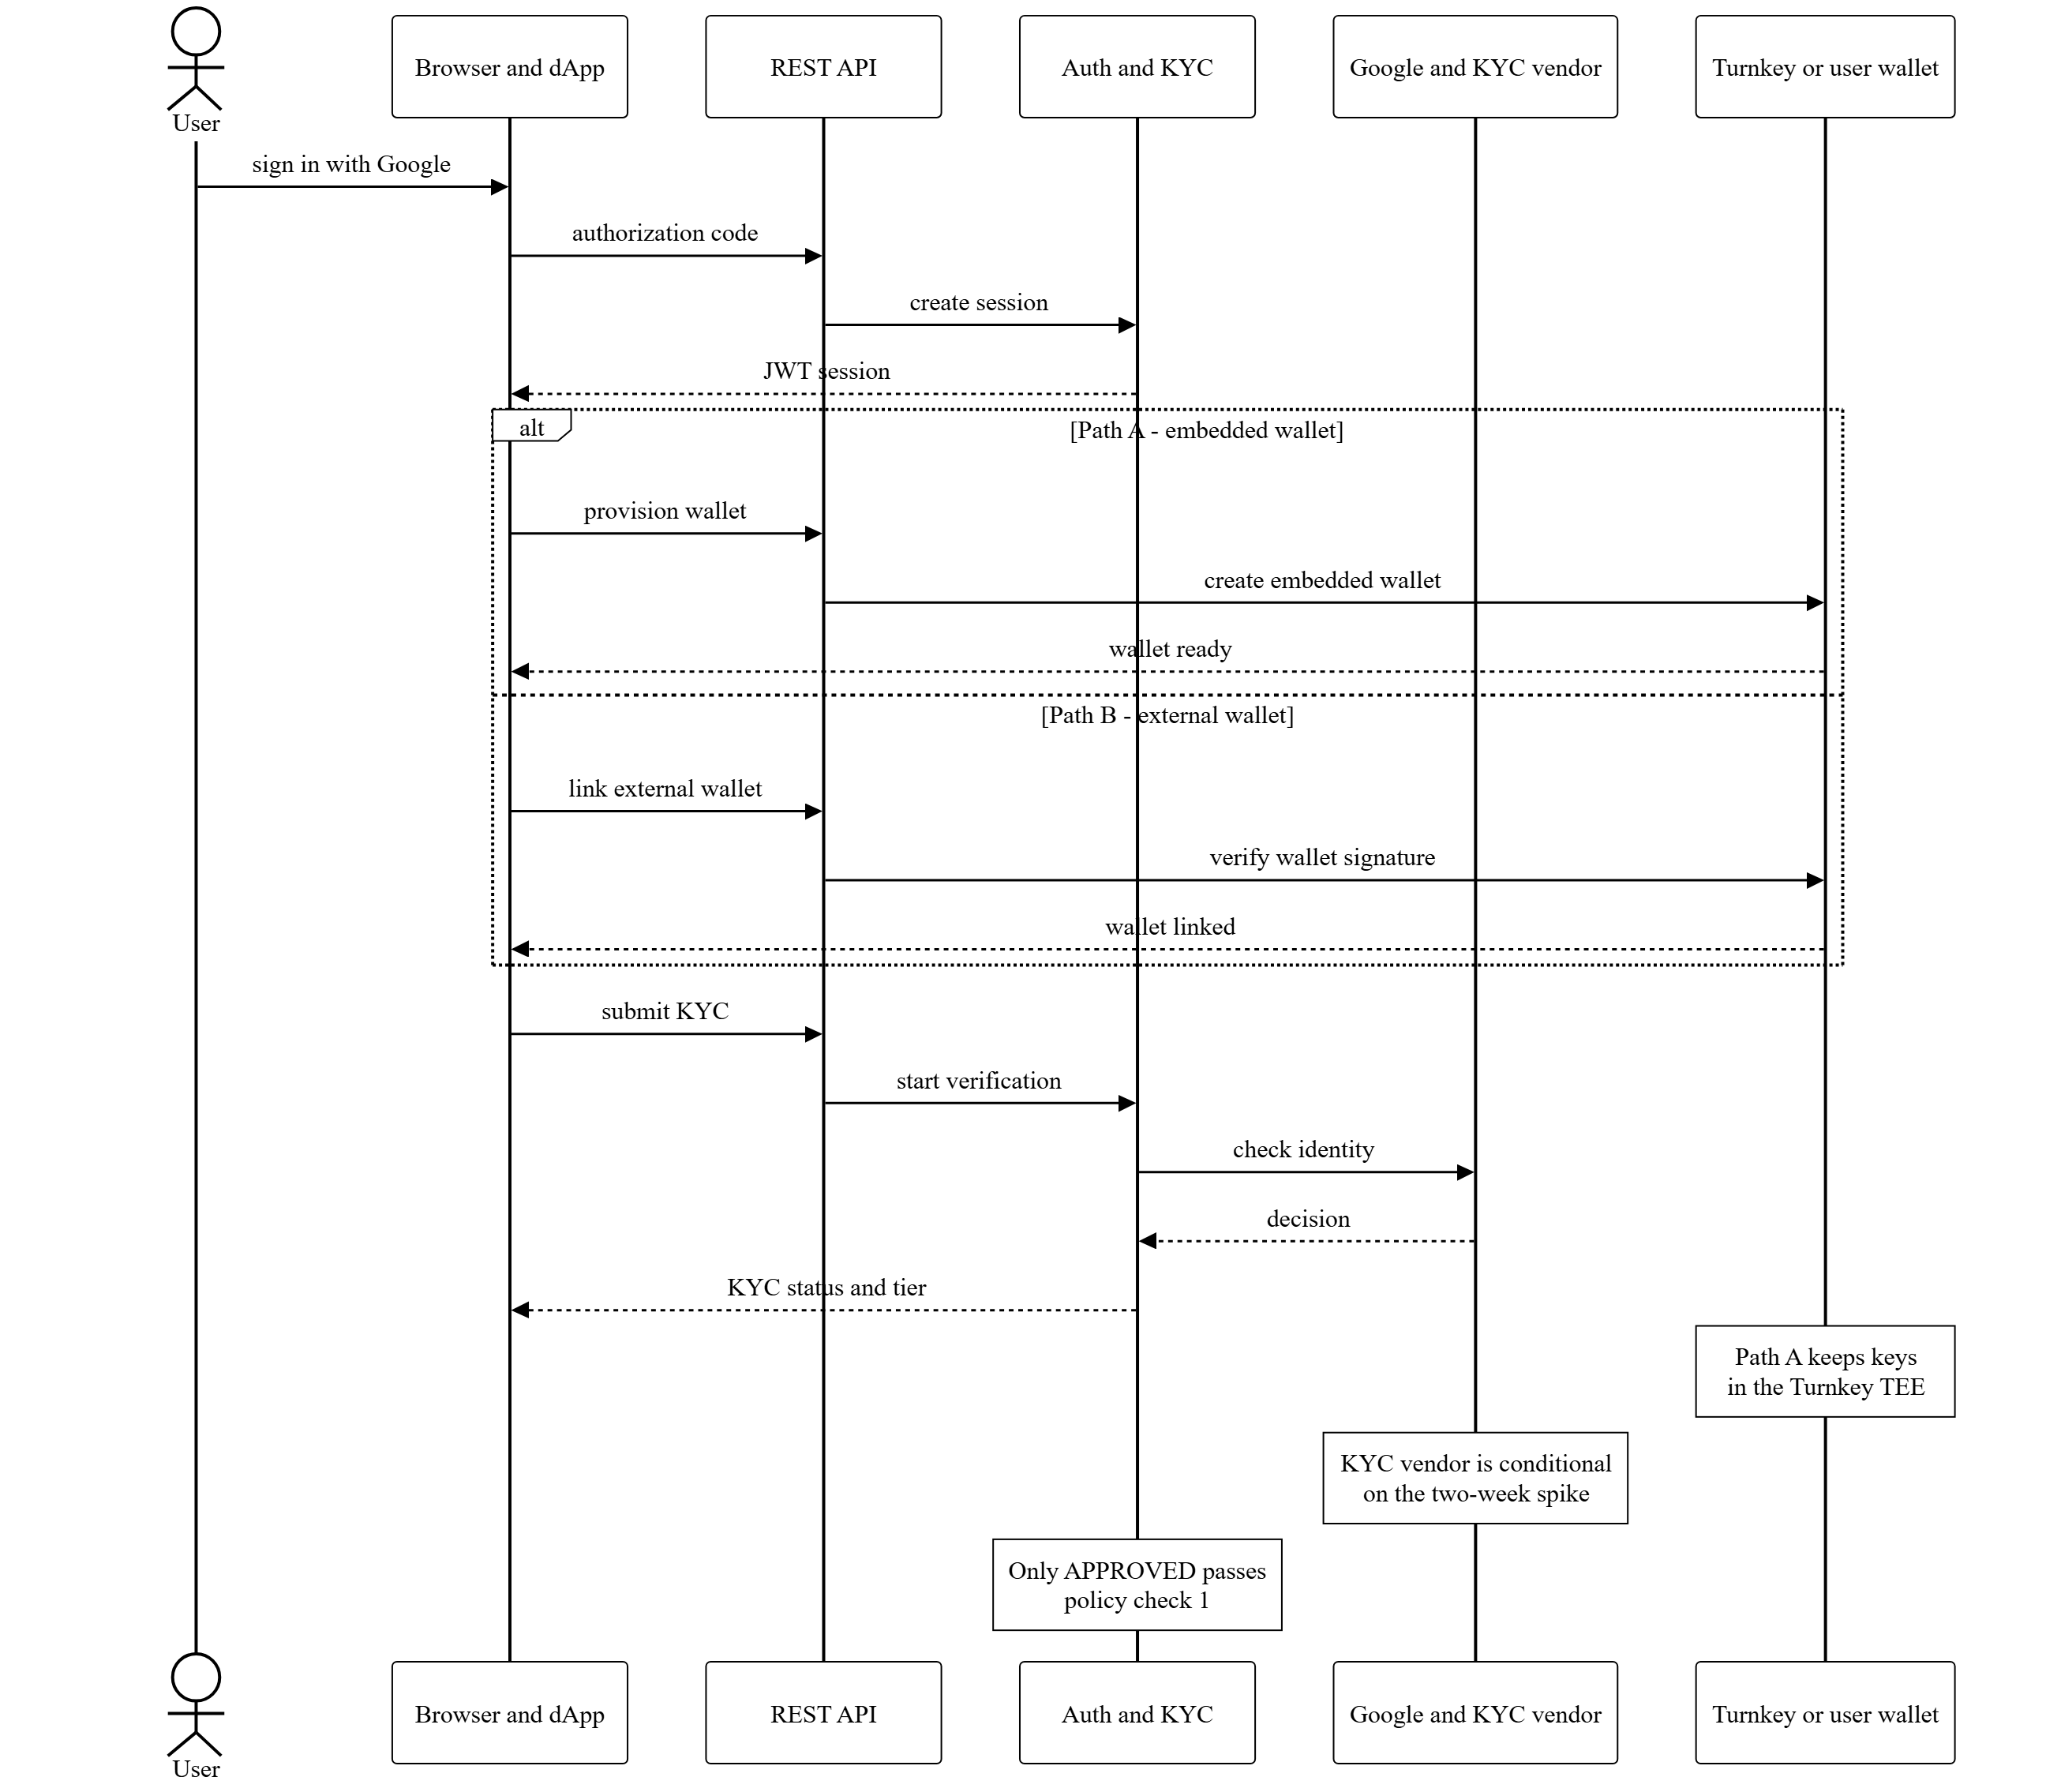 User
Browser and dApp
REST API
Auth and KYC
Google and KYC vendor
Turnkey or user wallet
sign in with Google
authorization code
create session
JWT session
alt
[Path A - embedded wallet]
provision wallet
create embedded wallet
wallet ready
[Path B - external wallet]
link external wallet
verify wallet signature
wallet linked
submit KYC
start verification
check identity
decision
KYC status and tier
Path A keeps keys
in the Turnkey TEE
KYC vendor is conditional
on the two-week spike
Only APPROVED passes
policy check 1
Browser and dApp
REST API
Auth and KYC
Google and KYC vendor
Turnkey or user wallet
User